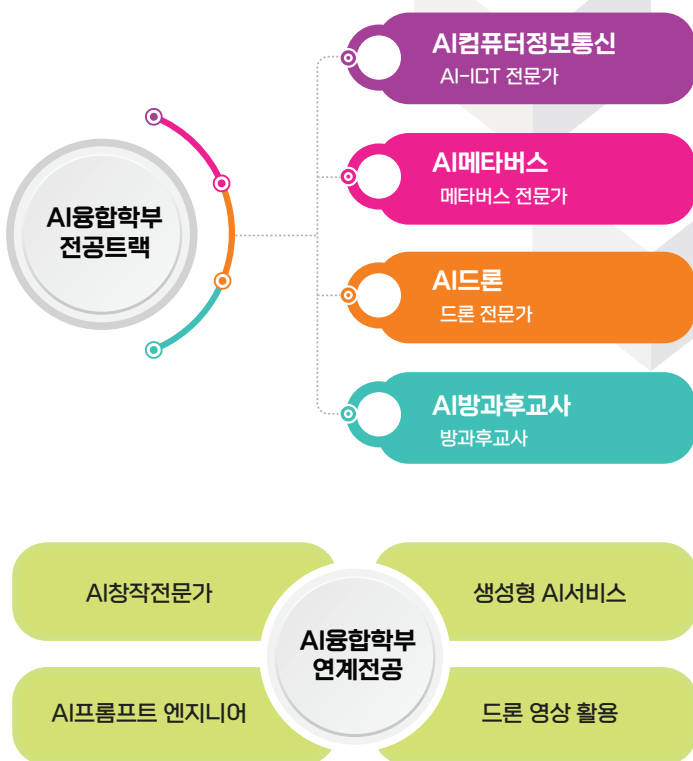 AI융합학부
전공트랙
AI컴퓨터정보통신
AI-ICT 전문가
AI메타버스
메타버스 전문가
AI드론
드론 전문가
AI방과후교사
방과후교사
AI창작전문가
생성형 AI서비스
AI융합학부
연계전공
AI프롬프트 엔지니어
드론 영상 활용